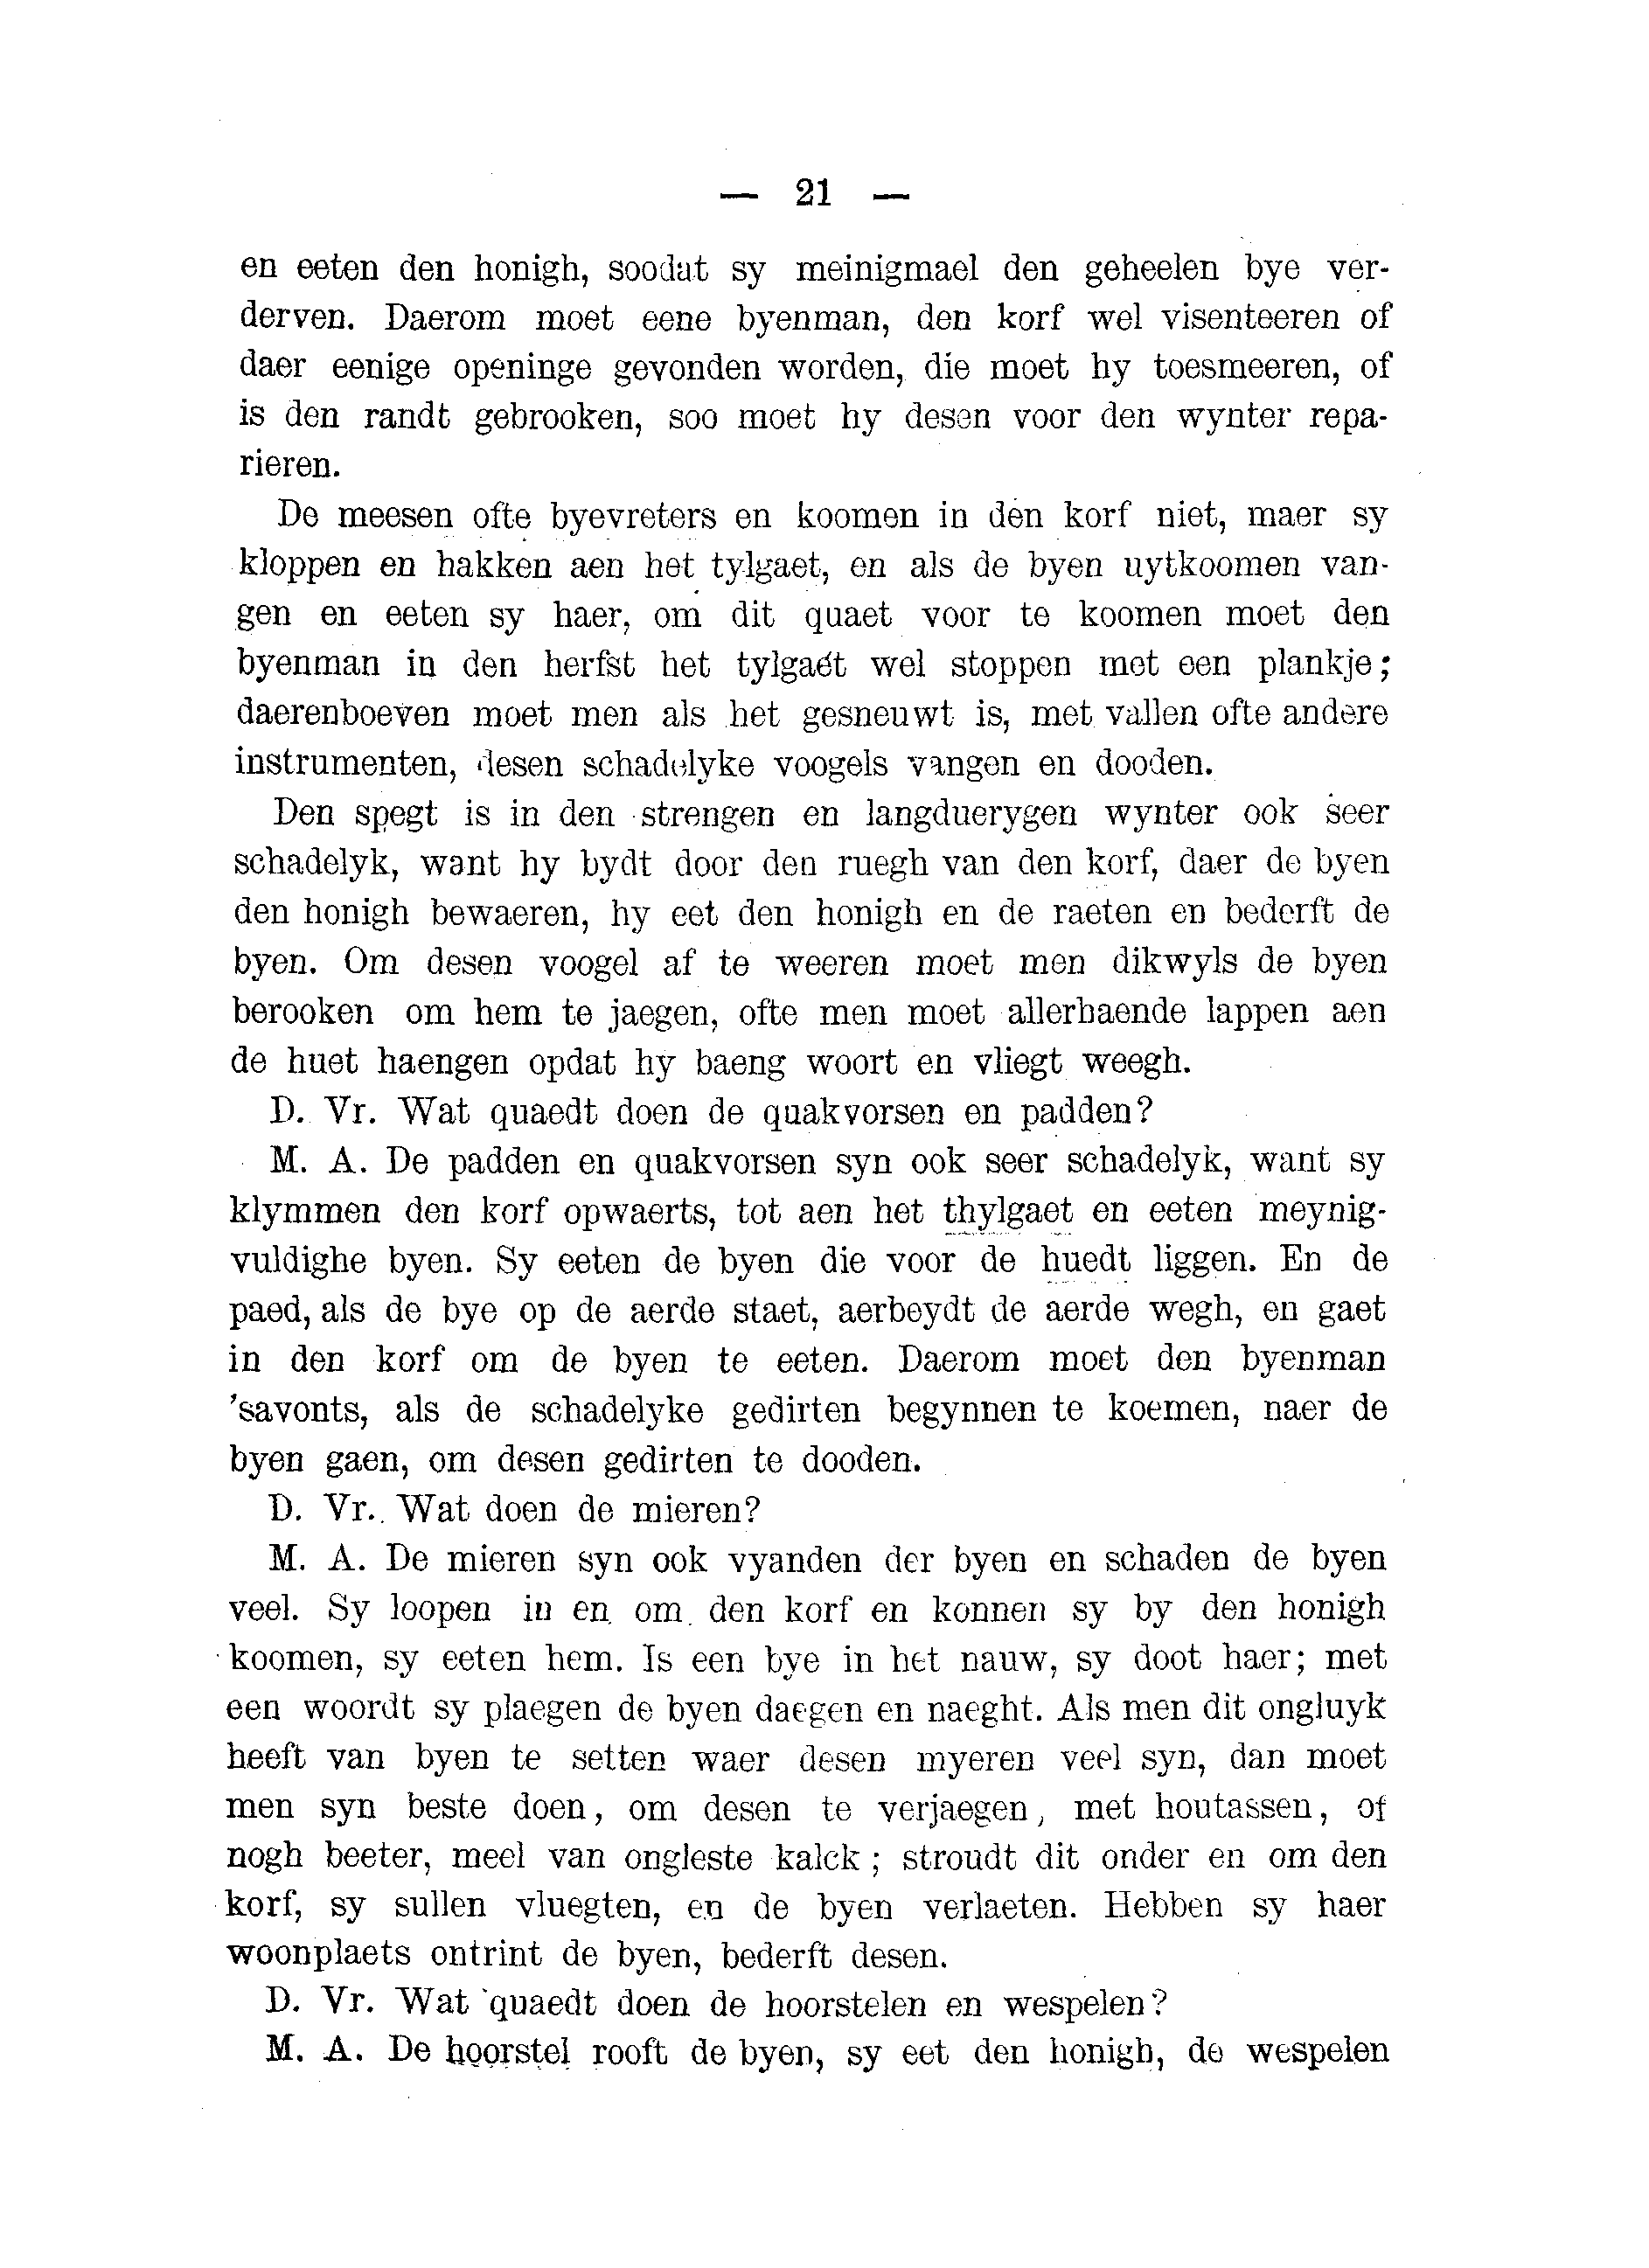 — 21 —
en eeten den honigh, soodat sy meinigmael den geheelen bye ver-
derven. Daerom moet eene byenman, den korf wel visenteeren of
daer eenige openinge gevonden worden, die moet hy toesmeeren, of
is den randt gebrooken, soo moet hy desen voor den wynter repa-
rieren.
De meesen ofte byevreters en koomen in den korf niet, maer sy
kloppen en hakken aen het tylgaet, en als de byen uytkoomen van-
gen en eeten sy haer, om dit quaet voor te koomen moet den
byenman in den herfst het tylgaet wel stoppen met een plankje;
daerenboeven moet men als het gesneuwt is, met vallen ofte andere
instrumenten, desen schadelyke voogels vangen en dooden.
Den spegt is in den strengen en langduerygen wynter ook seer
schadelyk, want hy bydt door den ruegh van den korf, daer de byen
den honigh bewaeren, hy eet den honigh en de raeten en bederft de
byen. Om desen voogel af te weeren moet men dikwyls de byen
berooken om hem te jaegen, ofte men moet allerhaende lappen aen
de huet haengen opdat hy baeng woort en vliegt weegh.
D. Vr. Wat quaedt doen de quakvorsen en padden?
M. A. De padden en quakvorsen syn ook seer schadelyk, want sy
klymmen den korf opwaerts, tot aen het thylgaet en eeten meynig-
vuldighe byen. Sy eeten de byen die voor de huedt liggen. En de
paed, als de bye op de aerde staet, aerbeydt de aerde wegh, en gaet
in den korf om de byen te eeten. Daerom moet den byenman
'savonts, als de schadelyke gedirten begynnen te koemen, naer de
byen gaen, om desen gedirten te dooden.
D. Vr. Wat doen de mieren?
M. A. De mieren syn ook vyanden der byen en schaden de byen
veel. Sy loopen in en om den korf en konnen sy by den honigh
koomen, sy eeten hem. Is een bye in het nauw, sy doot haer; met
een woordt sy plaegen de byen daegen en naeght. Als men dit ongluyk
heeft van byen te setten waer desen myeren veel syn, dan moet
men syn beste doen, om desen te verjaegen, met houtassen, of
nogh beeter, meel van ongleste kalck; stroudt dit onder en om den
korf, sy sullen vluegten, en de byen verlaeten. Hebben sy haer
woonplaets ontrint de byen, bederft desen.
D. Vr. Wat quaedt doen de hoorstelen en wespelen?
M. A. De hoorstel rooft de byen, sy eet den honigh, de wespelen